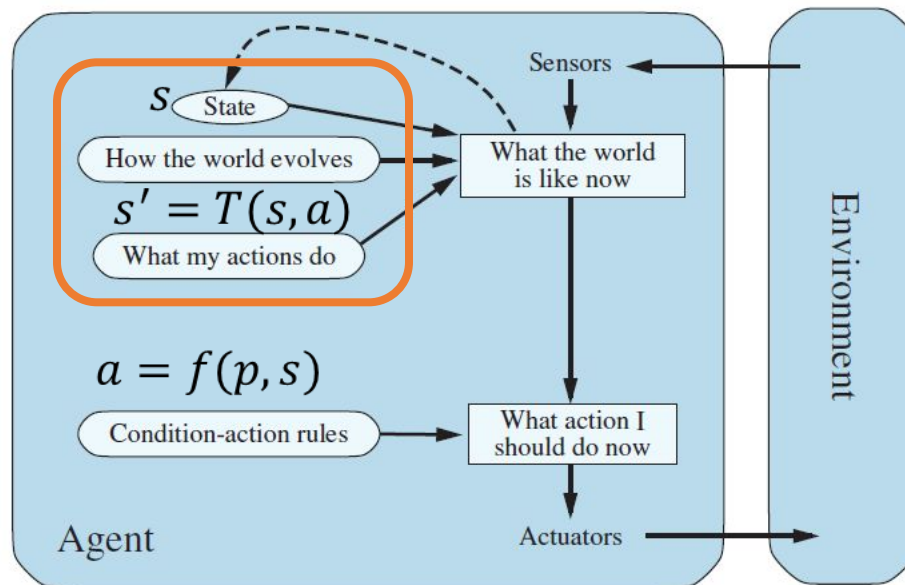 Sensors
s
State
How the world evolves
What the world
is like now
s′ = T(s, a)
What my actions do
Environment
a = f(p, s)
Condition-action rules
What action I
should do now
Agent
Actuators